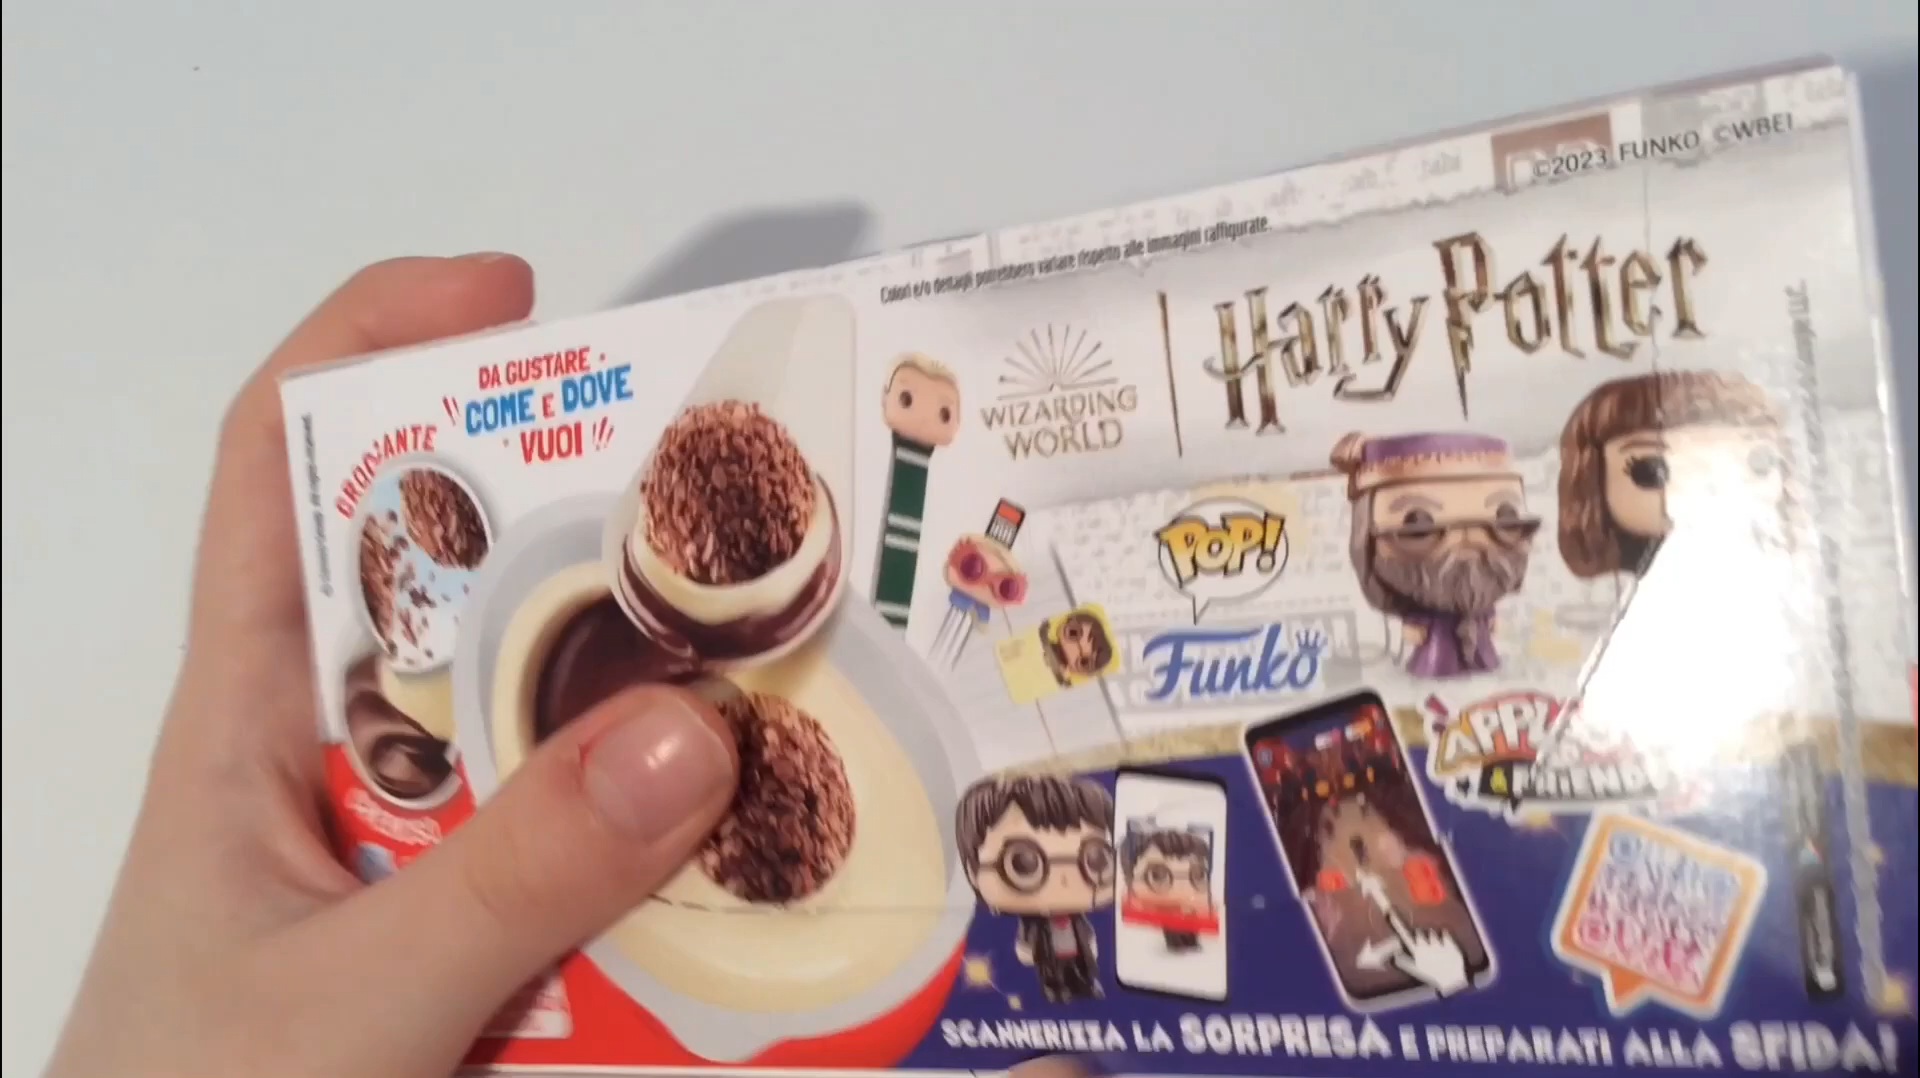 ©2023 FUNKO ©WBEI
Colori e/o dettagli potrebbero variare rispetto alle immagini raffigurate.
DA GUSTARE
COME E DOVE
VUOI !!!
WIZARDING
WORLD
Harry Potter
POP!
Funko
& FRIEND
SCANNERIZZA LA SORPRESA E PREPARATI ALLA SFIDA!